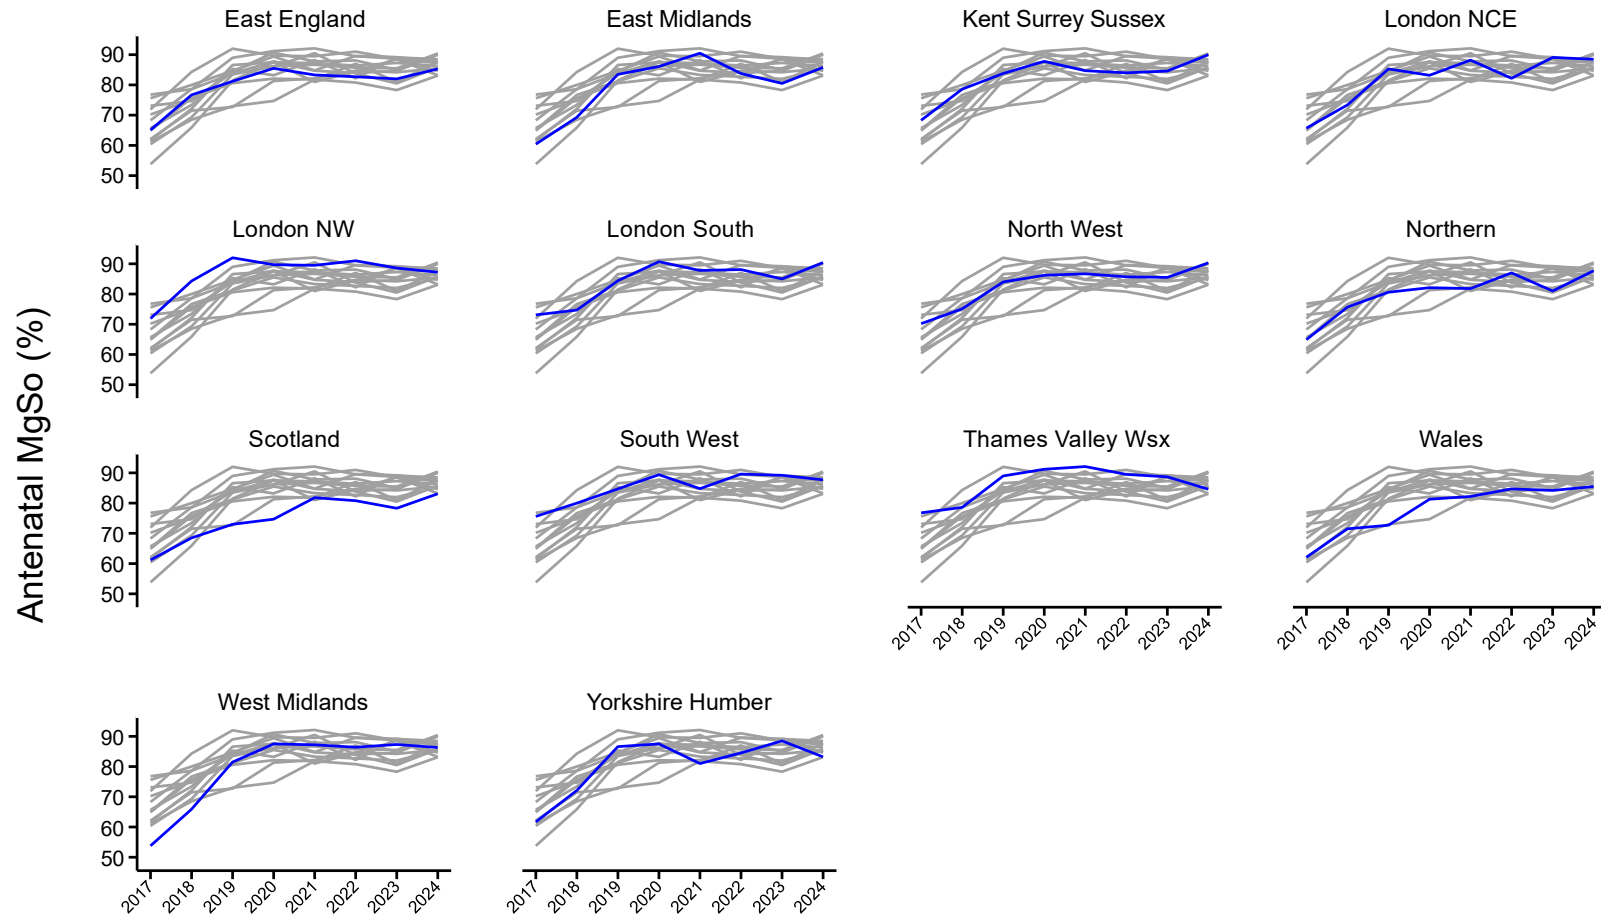 East England East Midlands Kent Surrey Sussex London NCE
90
80
70
60
50
London NW London South North West Northern
90
80
70
60
50
Antenatal MgSo (%)
Scotland South West Thames Valley Wsx Wales
90
80
70
60
50
2017 2018 2019 2020 2021 2022 2023 2024 2017 2018 2019 2020 2021 2022 2023 2024
West Midlands Yorkshire Humber
90
80
70
60
50
2017 2018 2019 2020 2021 2022 2023 2024 2017 2018 2019 2020 2021 2022 2023 2024